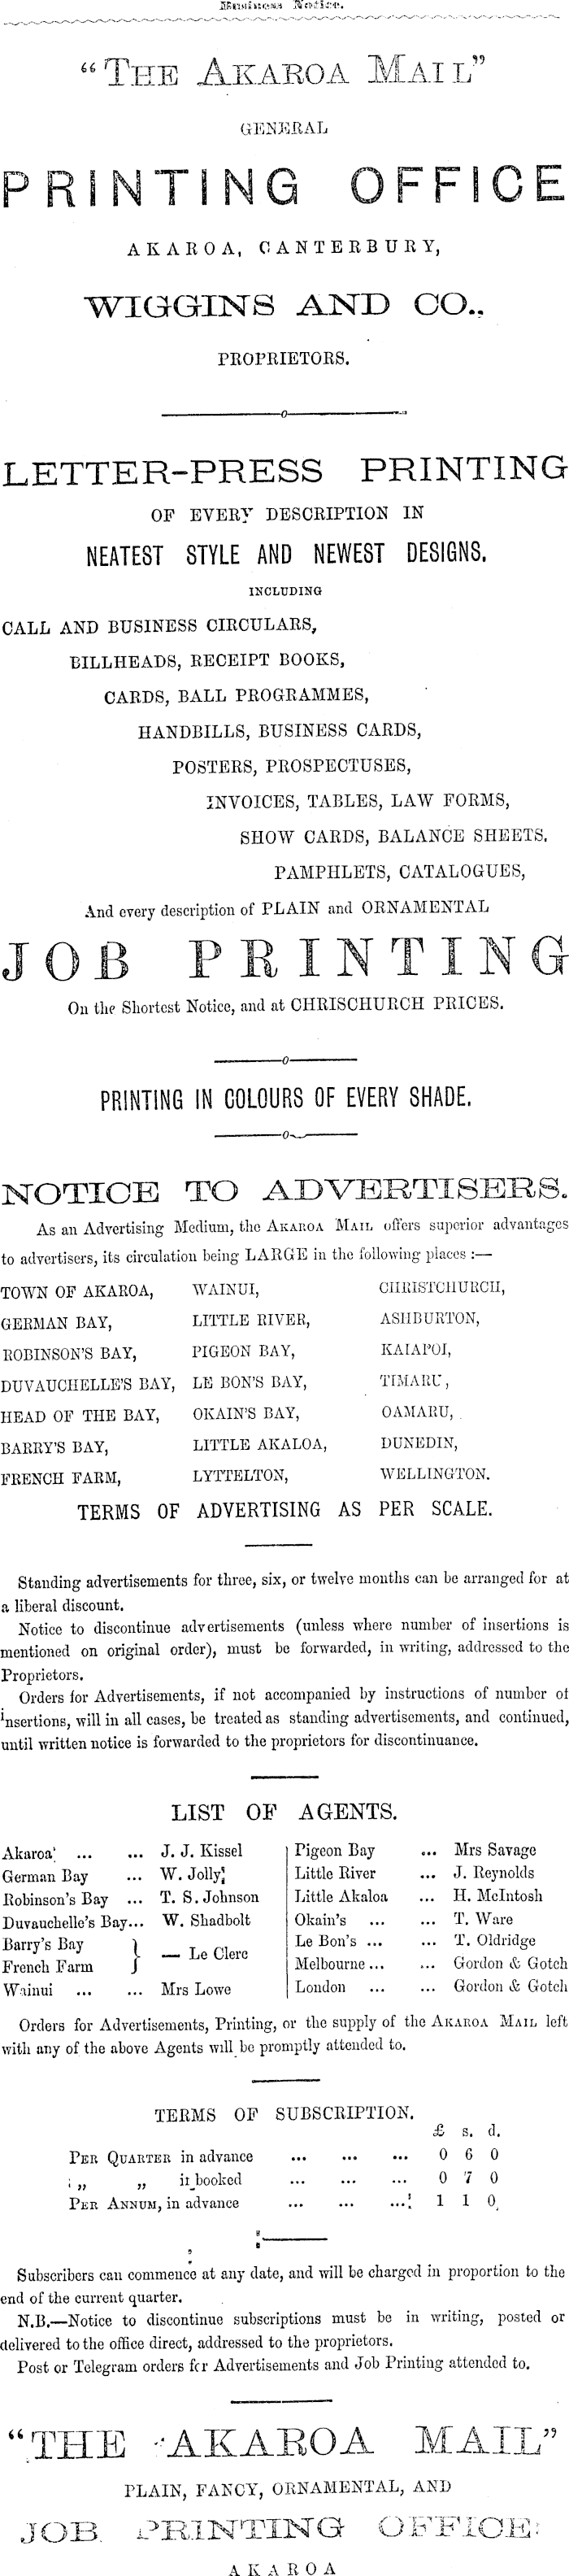 Business Notice.
"THE AKAROA MAIL"
GENERAL
PRINTING OFFICE
AKAROA, CANTERBURY,
WIGGINS AND CO.,
PROPRIETORS.
LETTER-PRESS PRINTING
OF EVERY DESCRIPTION IN
NEATEST STYLE AND NEWEST DESIGNS.
INCLUDING
CALL AND BUSINESS CIRCULARS,
BILLHEADS, RECEIPT BOOKS,
CARDS, BALL PROGRAMMES,
HANDBILLS, BUSINESS CARDS,
POSTERS, PROSPECTUSES,
INVOICES, TABLES, LAW FORMS,
SHOW CARDS, BALANCE SHEETS.
PAMPHLETS, CATALOGUES,
And every description of PLAIN and ORNAMENTAL
JOB PRINTING
On the Shortest Notice, and at CHRISCHURCH PRICES.
PRINTING IN COLOURS OF EVERY SHADE.
NOTICE TO ADVERTISERS.
As an Advertising Medium, the AKAROA MAIL offers superior advantages
to advertisers, its circulation being LARGE in the following places :—
TOWN OF AKAROA, WAINUI, CHRISTCHURCH,
GERMAN BAY, LITTLE RIVER, ASHBURTON,
ROBINSON'S BAY, PIGEON BAY, KAIAPOI,
DUVAUCHELLE'S BAY, LE BON'S BAY, TIMARU,
HEAD OF THE BAY, OKAIN'S BAY, OAMARU,
BARRY'S BAY, LITTLE AKALOA, DUNEDIN,
FRENCH FARM, LYTTELTON, WELLINGTON.
TERMS OF ADVERTISING AS PER SCALE.
Standing advertisements for three, six, or twelve months can be arranged for at
a liberal discount.
Notice to discontinue advertisements (unless where number of insertions is
mentioned on original order), must be forwarded, in writing, addressed to the
Proprietors.
Orders for Advertisements, if not accompanied by instructions of number of
insertions, will in all cases, be treated as standing advertisements, and continued,
until written notice is forwarded to the proprietors for discontinuance.
LIST OF AGENTS.
Akaroa ... ... J. J. Kissel
German Bay ... W. Jolly
Robinson's Bay ... T. S. Johnson
Duvauchelle's Bay... W. Shadbolt
Barry's Bay
French Farm } — Le Clerc
Wainui ... ... Mrs Lowe
Pigeon Bay ... Mrs Savage
Little River ... J. Reynolds
Little Akaloa ... H. McIntosh
Okain's ... ... T. Ware
Le Bon's ... ... T. Oldridge
Melbourne ... ... Gordon & Gotch
London ... ... Gordon & Gotch
Orders for Advertisements, Printing, or the supply of the AKAROA MAIL left
with any of the above Agents will be promptly attended to.
TERMS OF SUBSCRIPTION.
£ s. d.
PER QUARTER in advance ... ... ... 0 6 0
„ „ if booked ... ... ... 0 7 0
PER ANNUM, in advance ... ... ... 1 1 0
Subscribers can commence at any date, and will be charged in proportion to the
end of the current quarter.
N.B.—Notice to discontinue subscriptions must be in writing, posted or
delivered to the office direct, addressed to the proprietors.
Post or Telegram orders for Advertisements and Job Printing attended to.
"THE AKAROA MAIL"
PLAIN, FANCY, ORNAMENTAL, AND
JOB PRINTING OFFICE
AKAROA